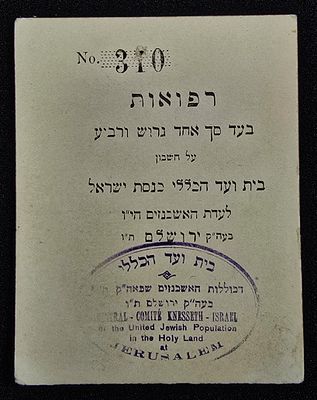 No. 310
רפואות
בעד סך אחד גרוש ורביע
על חשבון
בית ועד הכללי כנסת ישראל
לעדת האשכנזים הי"ו
בעה"ק ירושלם ת"ו
בית ועד הכללי
דכוללות האשכנזים שפאה"ק
בעה"ק ירושלם ת"ו
CENTRAL - COMITÉ KNESSETH - ISRAEL
of the United Jewish Population
in the Holy Land
at
JERUSALEM